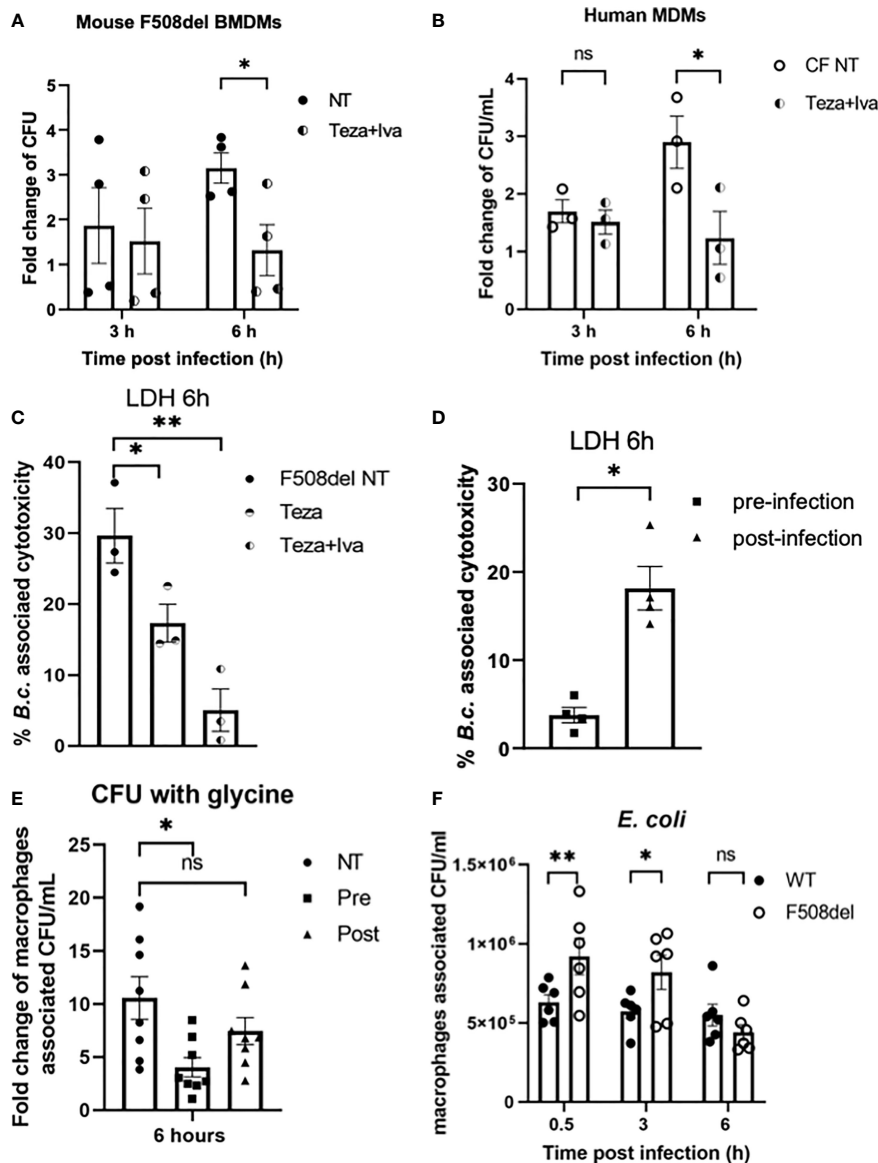 A
Mouse F508del BMDMs
Fold change of CFU
5
4
3
2
1
0
*
NT
Teza+Iva
3 h
6 h
Time post infection (h)
B
Human MDMs
Fold change of CFU/mL
4
3
2
1
0
ns
*
CF NT
Teza+Iva
3 h
6 h
Time post infection (h)
C
LDH 6h
% B.c. associated cytotoxicity
40
30
20
10
0
**
*
F508del NT
Teza
Teza+Iva
D
LDH 6h
% B.c. associaed cytotoxicity
30
20
10
0
*
pre-infection
post-infection
E
CFU with glycine
Fold change of macrophages
associated CFU/mL
25
20
15
10
5
0
*
ns
NT
Pre
Post
6 hours
F
E. coli
macrophages associated CFU/ml
1.5×10⁶
1×10⁶
5×10⁵
0
**
*
ns
WT
F508del
0.5
3
6
Time post infection (h)